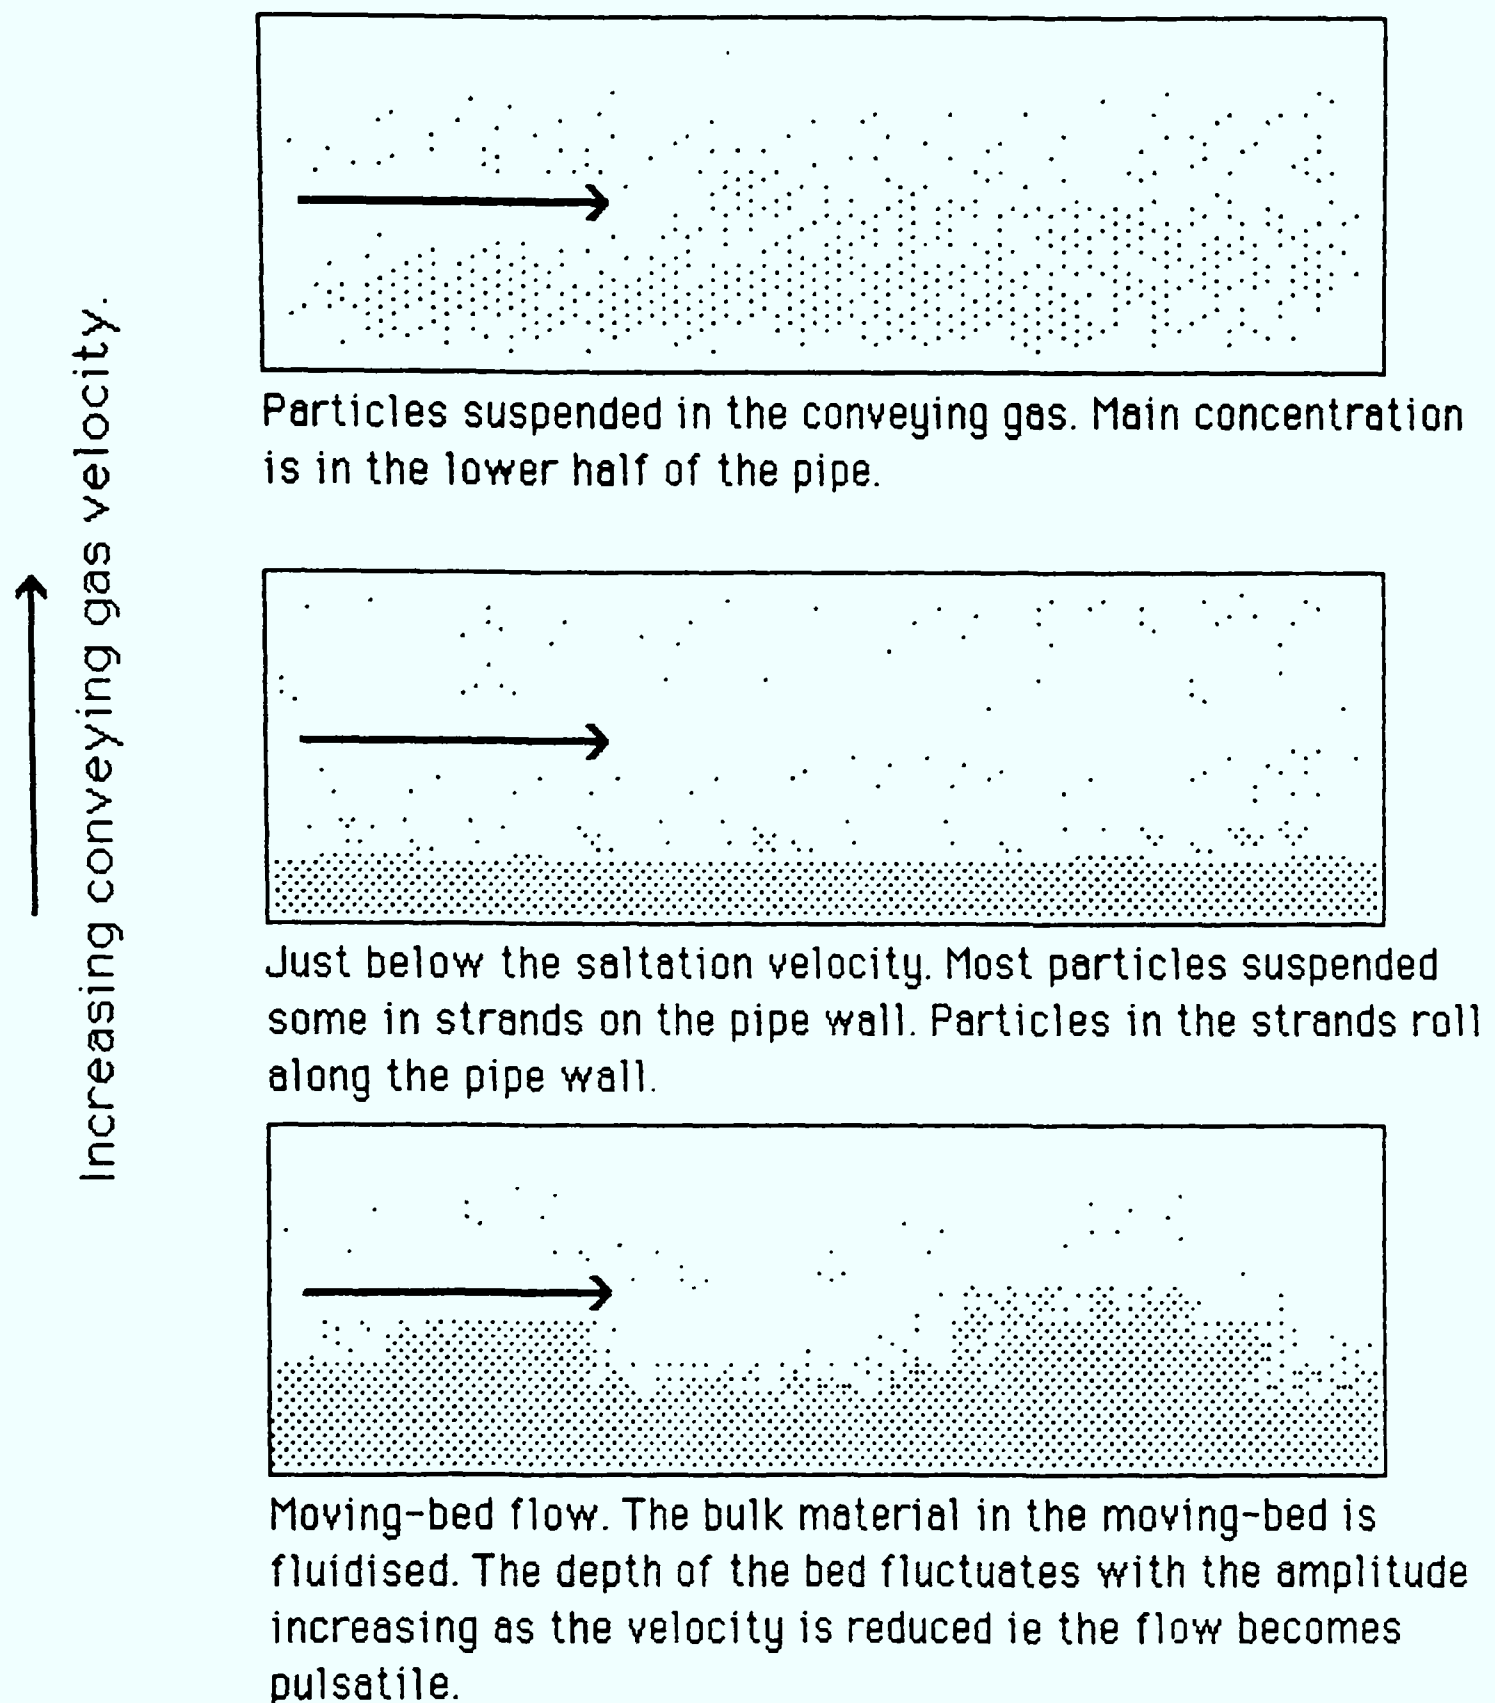 Increasing conveying gas velocity.
Particles suspended in the conveying gas. Main concentration
is in the lower half of the pipe.
Just below the saltation velocity. Most particles suspended
some in strands on the pipe wall. Particles in the strands roll
along the pipe wall.
Moving-bed flow. The bulk material in the moving-bed is
fluidised. The depth of the bed fluctuates with the amplitude
increasing as the velocity is reduced ie the flow becomes
pulsatile.